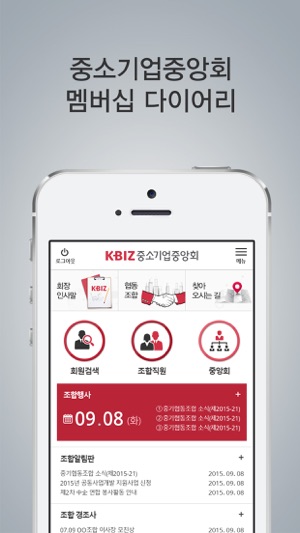 중소기업중앙회
멤버십 다이어리
로그아웃
K·BIZ중소기업중앙회
메뉴
회장
인사말
K-BIZ
협동
조합
찾아
오시는 길
회원검색
조합직원
중앙회
조합행사 +
09.08 (화)
①중기협동조합 소식(제2015-21)
②중기협동조합 소식(제2015-21)
③중기협동조합 소식(제2015-21)
조합알림판 +
중기협동조합 소식(제2015-21) 2015. 09. 08
2015년 공동사업개발 지원사업 신청 2015. 09. 08
제2차 中企 연합 봉사활동 안내 2015. 09. 08
조합 경조사 +
07.09 OO조합 이사장 모친상 2015. 09. 08